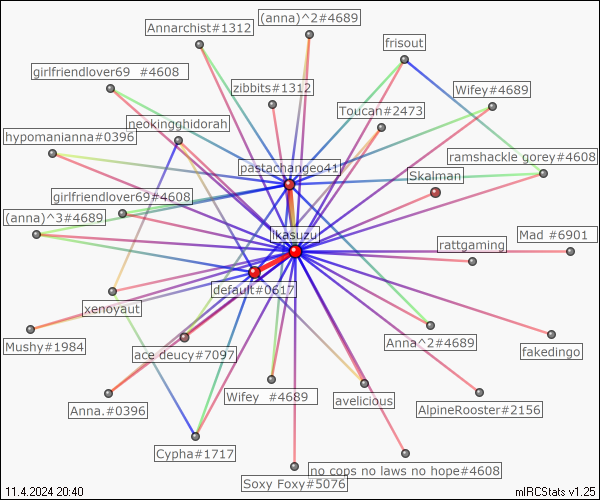 (anna)^2#4689
Annarchist#1312
frisout
girlfriendlover69 #4608
zibbits#1312
Wifey#4689
Toucan#2473
neokingghidorah
hypomanianna#0396
ramshackle gorey#4608
pastachangeo41
Skalman
girlfriendlover69#4608
(anna)^3#4689
lkasuzu
Mad #6901
rattgaming
default#0617
xenoyaut
Mushy#1984
Anna^2#4689
fakedingo
ace deucy#7097
Wifey #4689
avelicious
Anna.#0396
AlpineRooster#2156
Cypha#1717
no cops no laws no hope#4608
Soxy Foxy#5076
11.4.2024 20:40
mIRCStats v1.25